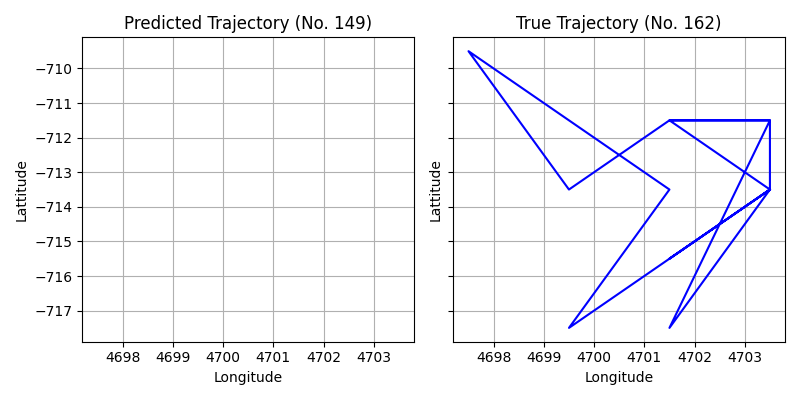 Predicted Trajectory (No. 149)
True Trajectory (No. 162)
Lattitude
−710
−711
−712
−713
−714
−715
−716
−717
4698 4699 4700 4701 4702 4703
Longitude
Lattitude
4698 4699 4700 4701 4702 4703
Longitude